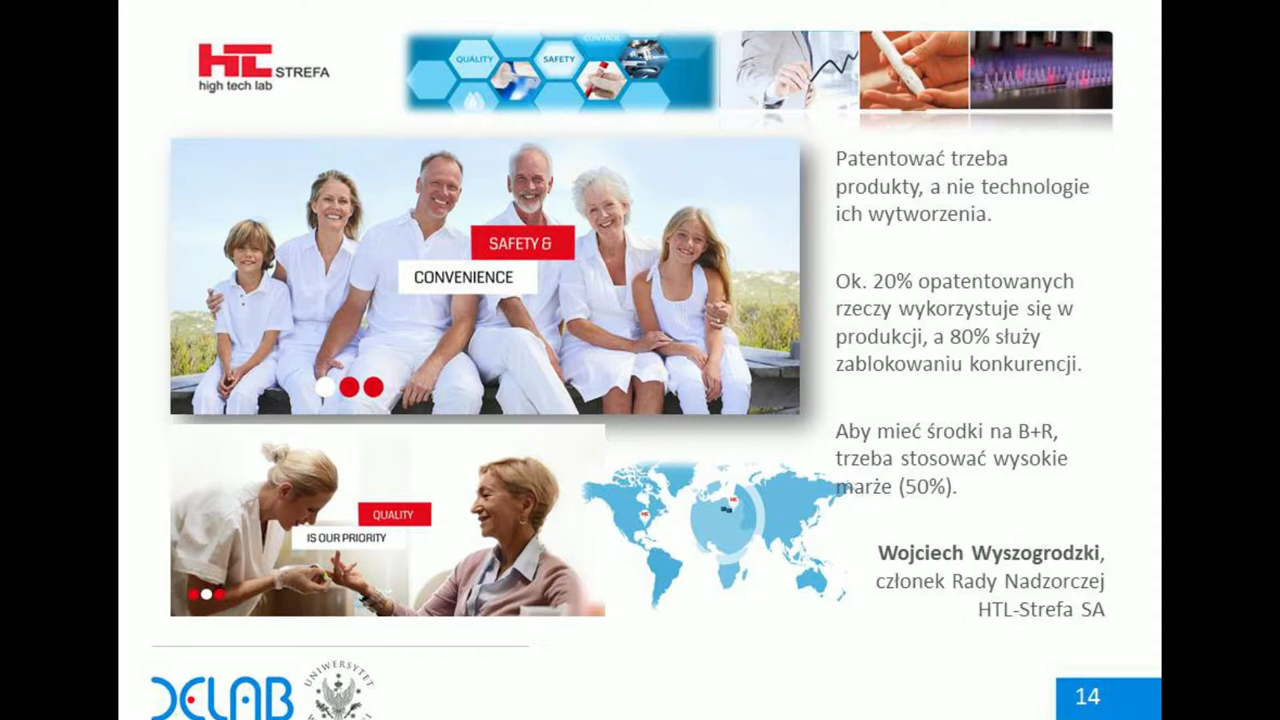 HTL STREFA
high tech lab
QUALITY
SAFETY
CONTROL
SAFETY &
CONVENIENCE
Patentować trzeba
produkty, a nie technologie
ich wytworzenia.
Ok. 20% opatentowanych
rzeczy wykorzystuje się w
produkcji, a 80% służy
zablokowaniu konkurencji.
Aby mieć środki na B+R,
trzeba stosować wysokie
marże (50%).
Wojciech Wyszogrodzki,
członek Rady Nadzorczej
HTL-Strefa SA
QUALITY
IS OUR PRIORITY
DELAB
UNIWERSYTET
14